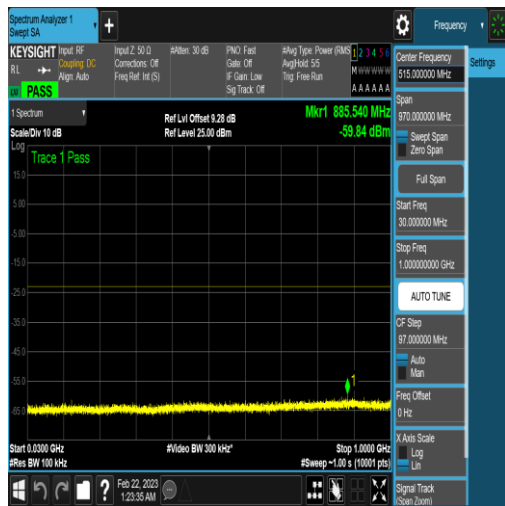 Spectrum Analyzer 1
Swept SA
+
Frequency
KEYSIGHT
RL
PASS
Input: RF
Coupling: DC
Align: Auto
Input Z: 50 Ω
Corrections: Off
Freq Ref: Int (S)
#Atten: 30 dB
PNO: Fast
Gate: Off
IF Gain: Low
Sig Track: Off
#Avg Type: Power (RMS
Avg|Hold: 5/5
Trig: Free Run
1 2 3 4 5 6
M W W W W W
A A A A A A
1 Spectrum
Scale/Div 10 dB
Log
Ref Lvl Offset 9.28 dB
Ref Level 25.00 dBm
Mkr1 885.540 MHz
-59.84 dBm
Trace 1 Pass
15.0
5.00
-5.00
-15.0
-25.0
-35.0
-45.0
-55.0
-65.0
1
Start 0.0300 GHz
#Res BW 100 kHz
#Video BW 300 kHz*
Stop 1.0000 GHz
#Sweep ~1.00 s (10001 pts)
?
Feb 22, 2023
1:23:35 AM
Center Frequency
515.000000 MHz
Span
970.000000 MHz
Swept Span
Zero Span
Full Span
Start Freq
30.000000 MHz
Stop Freq
1.000000000 GHz
AUTO TUNE
CF Step
97.000000 MHz
Auto
Man
Freq Offset
0 Hz
X Axis Scale
Log
Lin
Signal Track
(Span Zoom)
Settings